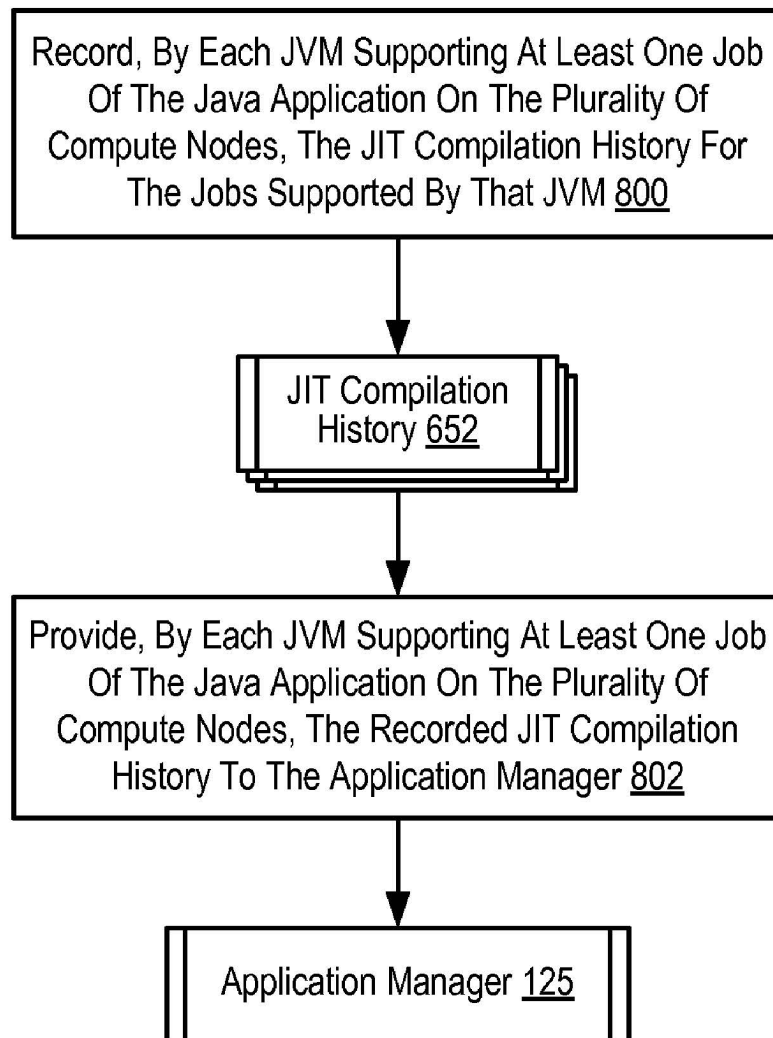 Record, By Each JVM Supporting At Least One Job
Of The Java Application On The Plurality Of
Compute Nodes, The JIT Compilation History For
The Jobs Supported By That JVM 800
JIT Compilation
History 652
Provide, By Each JVM Supporting At Least One Job
Of The Java Application On The Plurality Of
Compute Nodes, The Recorded JIT Compilation
History To The Application Manager 802
Application Manager 125